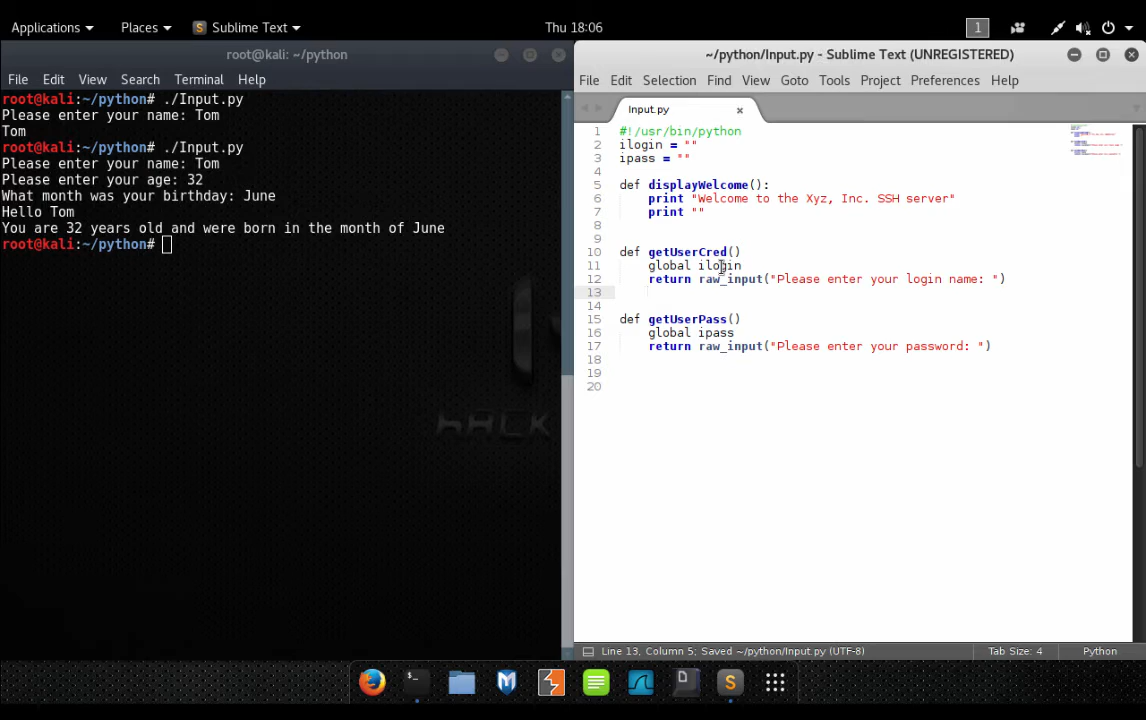 Applications Places Sublime Text Thu 18:06 1
root@kali: ~/python
File Edit View Search Terminal Help
root@kali:~/python# ./Input.py
Please enter your name: Tom
Tom
root@kali:~/python# ./Input.py
Please enter your name: Tom
Please enter your age: 32
What month was your birthday: June
Hello Tom
You are 32 years old and were born in the month of June
root@kali:~/python#
HACK
~/python/Input.py - Sublime Text (UNREGISTERED)
File Edit Selection Find View Goto Tools Project Preferences Help
Input.py ×
1 #!/usr/bin/python
2 ilogin = ""
3 ipass = ""
4
5 def displayWelcome():
6 print "Welcome to the Xyz, Inc. SSH server"
7 print ""
8
9
10 def getUserCred()
11 global ilogin
12 return raw_input("Please enter your login name: ")
13
14
15 def getUserPass()
16 global ipass
17 return raw_input("Please enter your password: ")
18
19
20
Line 13, Column 5; Saved ~/python/Input.py (UTF-8) Tab Size: 4 Python